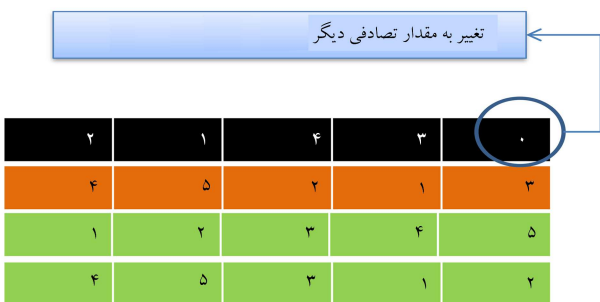 تغییر به مقدار تصادفی دیگر
۰ ۳ ۴ ۱ ۲
۳ ۱ ۲ ۵ ۴
۵ ۴ ۳ ۲ ۱
۲ ۱ ۳ ۵ ۴